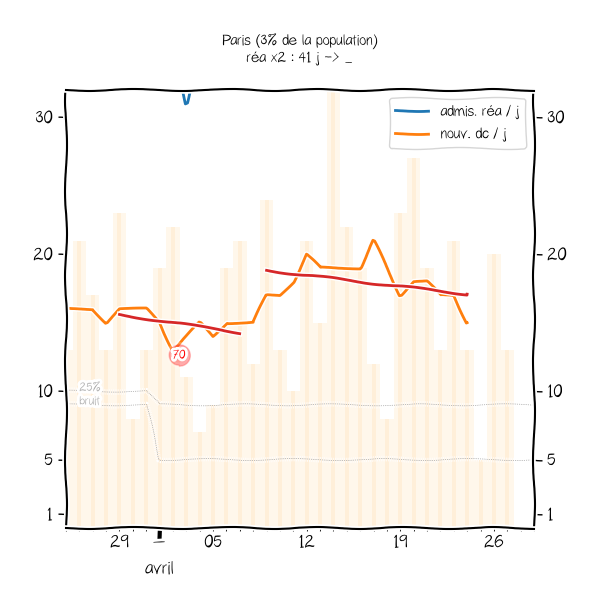 Paris (3% de la population)
réa x2 : 41 j -> _
admis. réa / j
nouv. dc / j
30
30
20
20
10
10
5
5
1
1
25%
bruit
70
29
05
12
19
26
avril